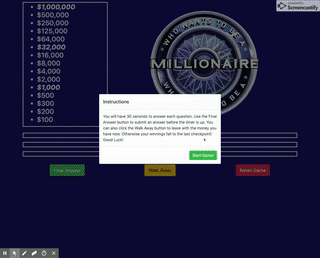 powered by
Screencastify
• $1,000,000
• $500,000
• $250,000
• $125,000
• $64,000
• $32,000
• $16,000
• $8,000
• $4,000
• $2,000
• $1,000
• $500
• $300
• $200
• $100
WHO WANTS TO BE A
MILLIONAIRE
WHO WANTS TO BE A
Instructions
You will have 30 seconds to answer each question. Use the Final
Answer button to submit an answer before the timer is up. You
can also click the Walk Away button to leave with the money you
have now. Otherwise your winnings fall to the last checkpoint!
Good Luck!
Start Game!
Final Answer
Walk Away
Reset Game